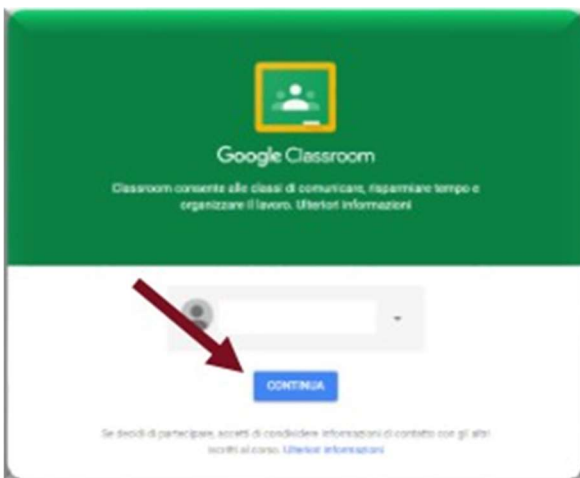 Google Classroom
Classroom consente alle classi di comunicare, risparmiare tempo e
organizzare il lavoro. Ulteriori informazioni
CONTINUA
Se decidi di partecipare, accetti di condividere informazioni di contatto con gli altri
iscritti al corso. Ulteriori informazioni